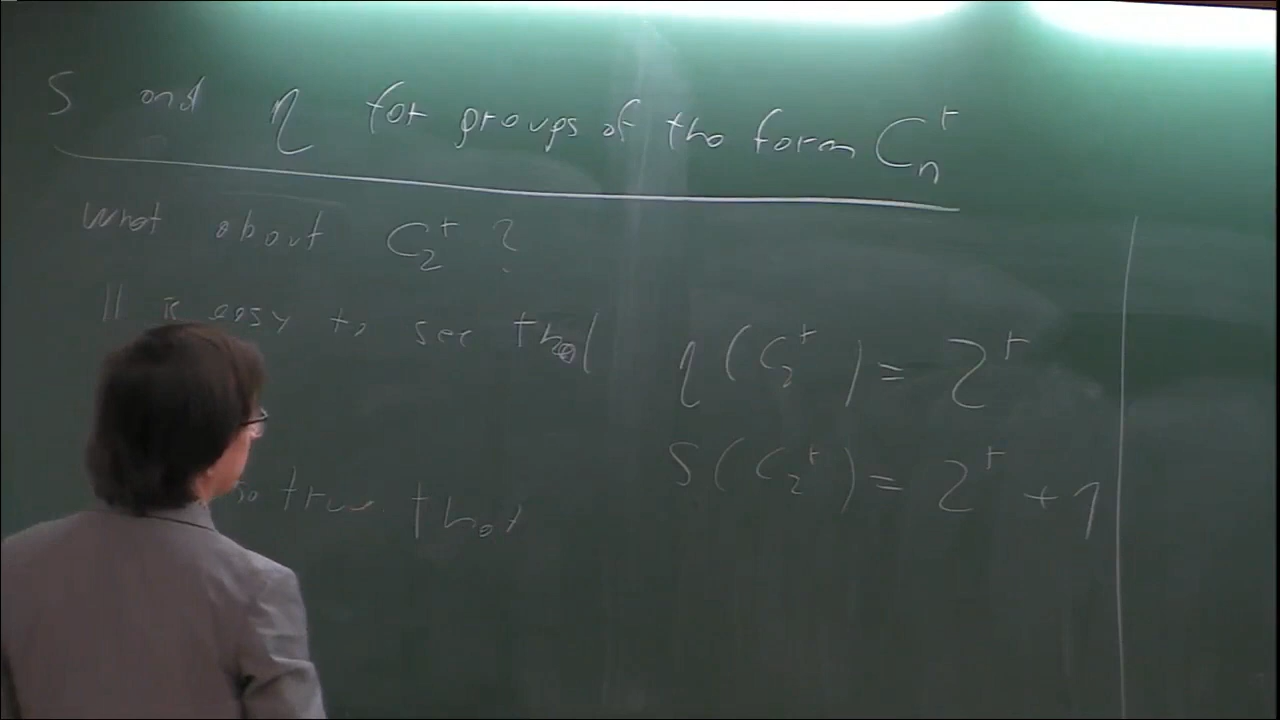 S and η for groups of the form C_n^r
What about C_2^r ?
It is easy to see that η(C_2^r) = 2^r
so true that S(C_2^r) = 2^r + 1